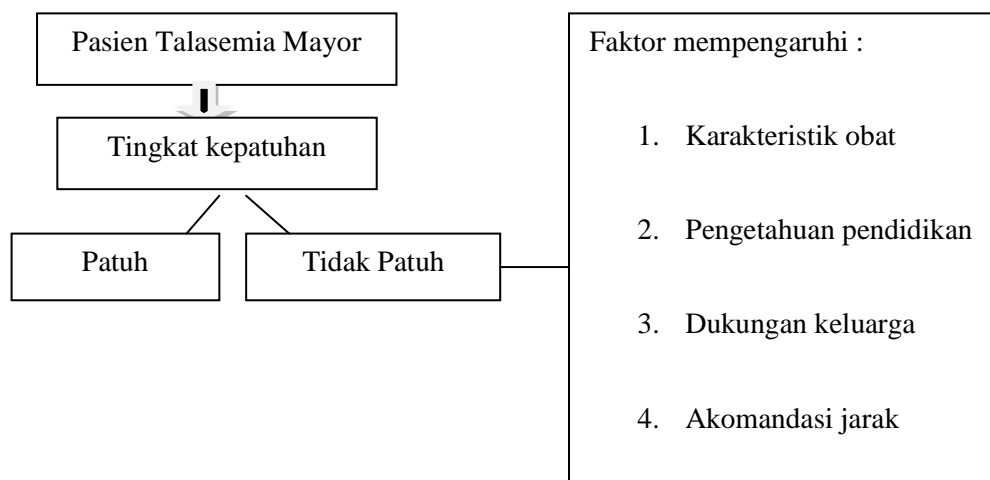 Pasien Talasemia Mayor
Tingkat kepatuhan
Patuh
Tidak Patuh
Faktor mempengaruhi :
1. Karakteristik obat
2. Pengetahuan pendidikan
3. Dukungan keluarga
4. Akomandasi jarak